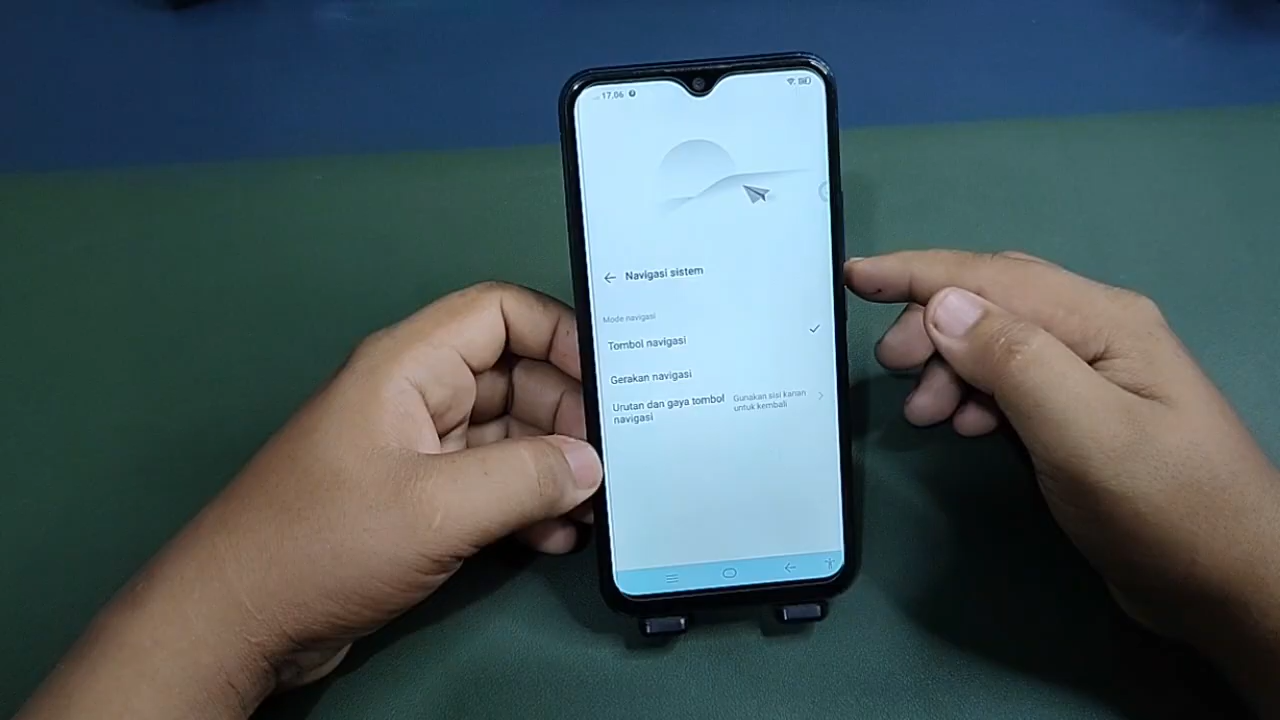 17.06
Navigasi sistem
Mode navigasi
Tombol navigasi
Gerakan navigasi
Urutan dan gaya tombol
navigasi
Gunakan sisi kanan
untuk kembali